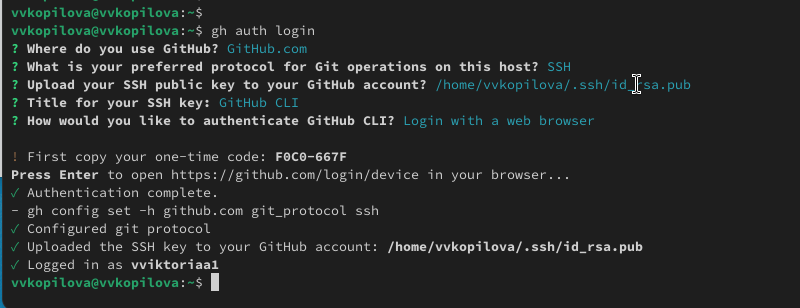 vvkopilova@vvkopilova:~$
vvkopilova@vvkopilova:~$ gh auth login
? Where do you use GitHub? GitHub.com
? What is your preferred protocol for Git operations on this host? SSH
? Upload your SSH public key to your GitHub account? /home/vvkopilova/.ssh/id_rsa.pub
? Title for your SSH key: GitHub CLI
? How would you like to authenticate GitHub CLI? Login with a web browser
! First copy your one-time code: F0C0-667F
Press Enter to open https://github.com/login/device in your browser...
✓ Authentication complete.
- gh config set -h github.com git_protocol ssh
✓ Configured git protocol
✓ Uploaded the SSH key to your GitHub account: /home/vvkopilova/.ssh/id_rsa.pub
✓ Logged in as vviktoriaa1
vvkopilova@vvkopilova:~$